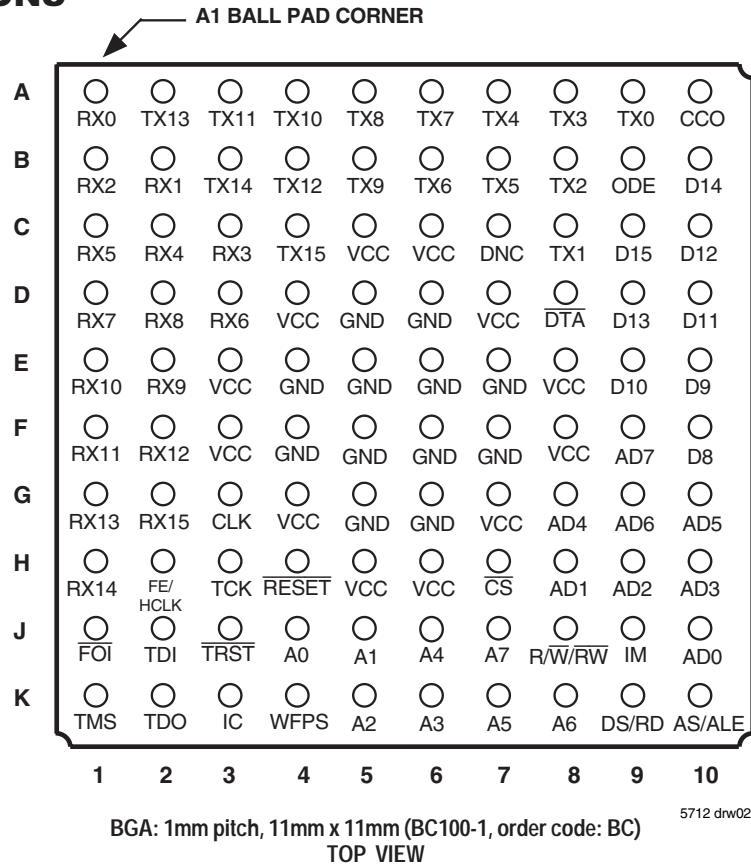 A1 BALL PAD CORNER
A
RX0 TX13 TX11 TX10 TX8 TX7 TX4 TX3 TX0 CCO
B
RX2 RX1 TX14 TX12 TX9 TX6 TX5 TX2 ODE D14
C
RX5 RX4 RX3 TX15 VCC VCC DNC TX1 D15 D12
D
RX7 RX8 RX6 VCC GND GND VCC DTA D13 D11
E
RX10 RX9 VCC GND GND GND GND VCC D10 D9
F
RX11 RX12 VCC GND GND GND GND VCC AD7 D8
G
RX13 RX15 CLK VCC GND GND VCC AD4 AD6 AD5
H
RX14 FE/HCLK TCK RESET VCC VCC CS AD1 AD2 AD3
J
FOI TDI TRST A0 A1 A4 A7 R/W/RW IM AD0
K
TMS TDO IC WFPS A2 A3 A5 A6 DS/RD AS/ALE
1 2 3 4 5 6 7 8 9 10
5712 drw02
BGA: 1mm pitch, 11mm x 11mm (BC100-1, order code: BC)
TOP VIEW